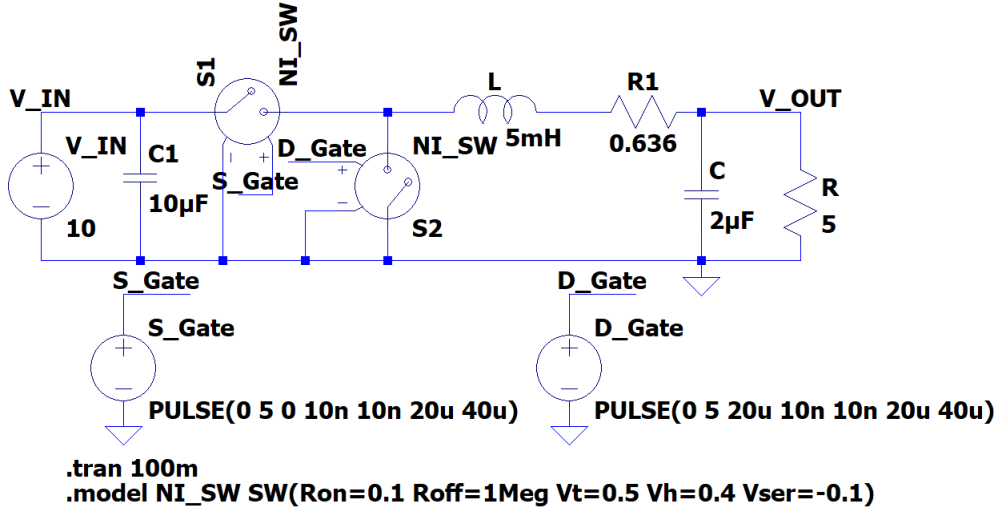 S1
NI_SW
V_IN
L
R1
V_OUT
V_IN
C1
D_Gate
NI_SW
5mH
0.636
S_Gate
C
R
10µF
2µF
5
10
S2
S_Gate
D_Gate
S_Gate
D_Gate
PULSE(0 5 0 10n 10n 20u 40u)
PULSE(0 5 20u 10n 10n 20u 40u)
.tran 100m
.model NI_SW SW(Ron=0.1 Roff=1Meg Vt=0.5 Vh=0.4 Vser=-0.1)